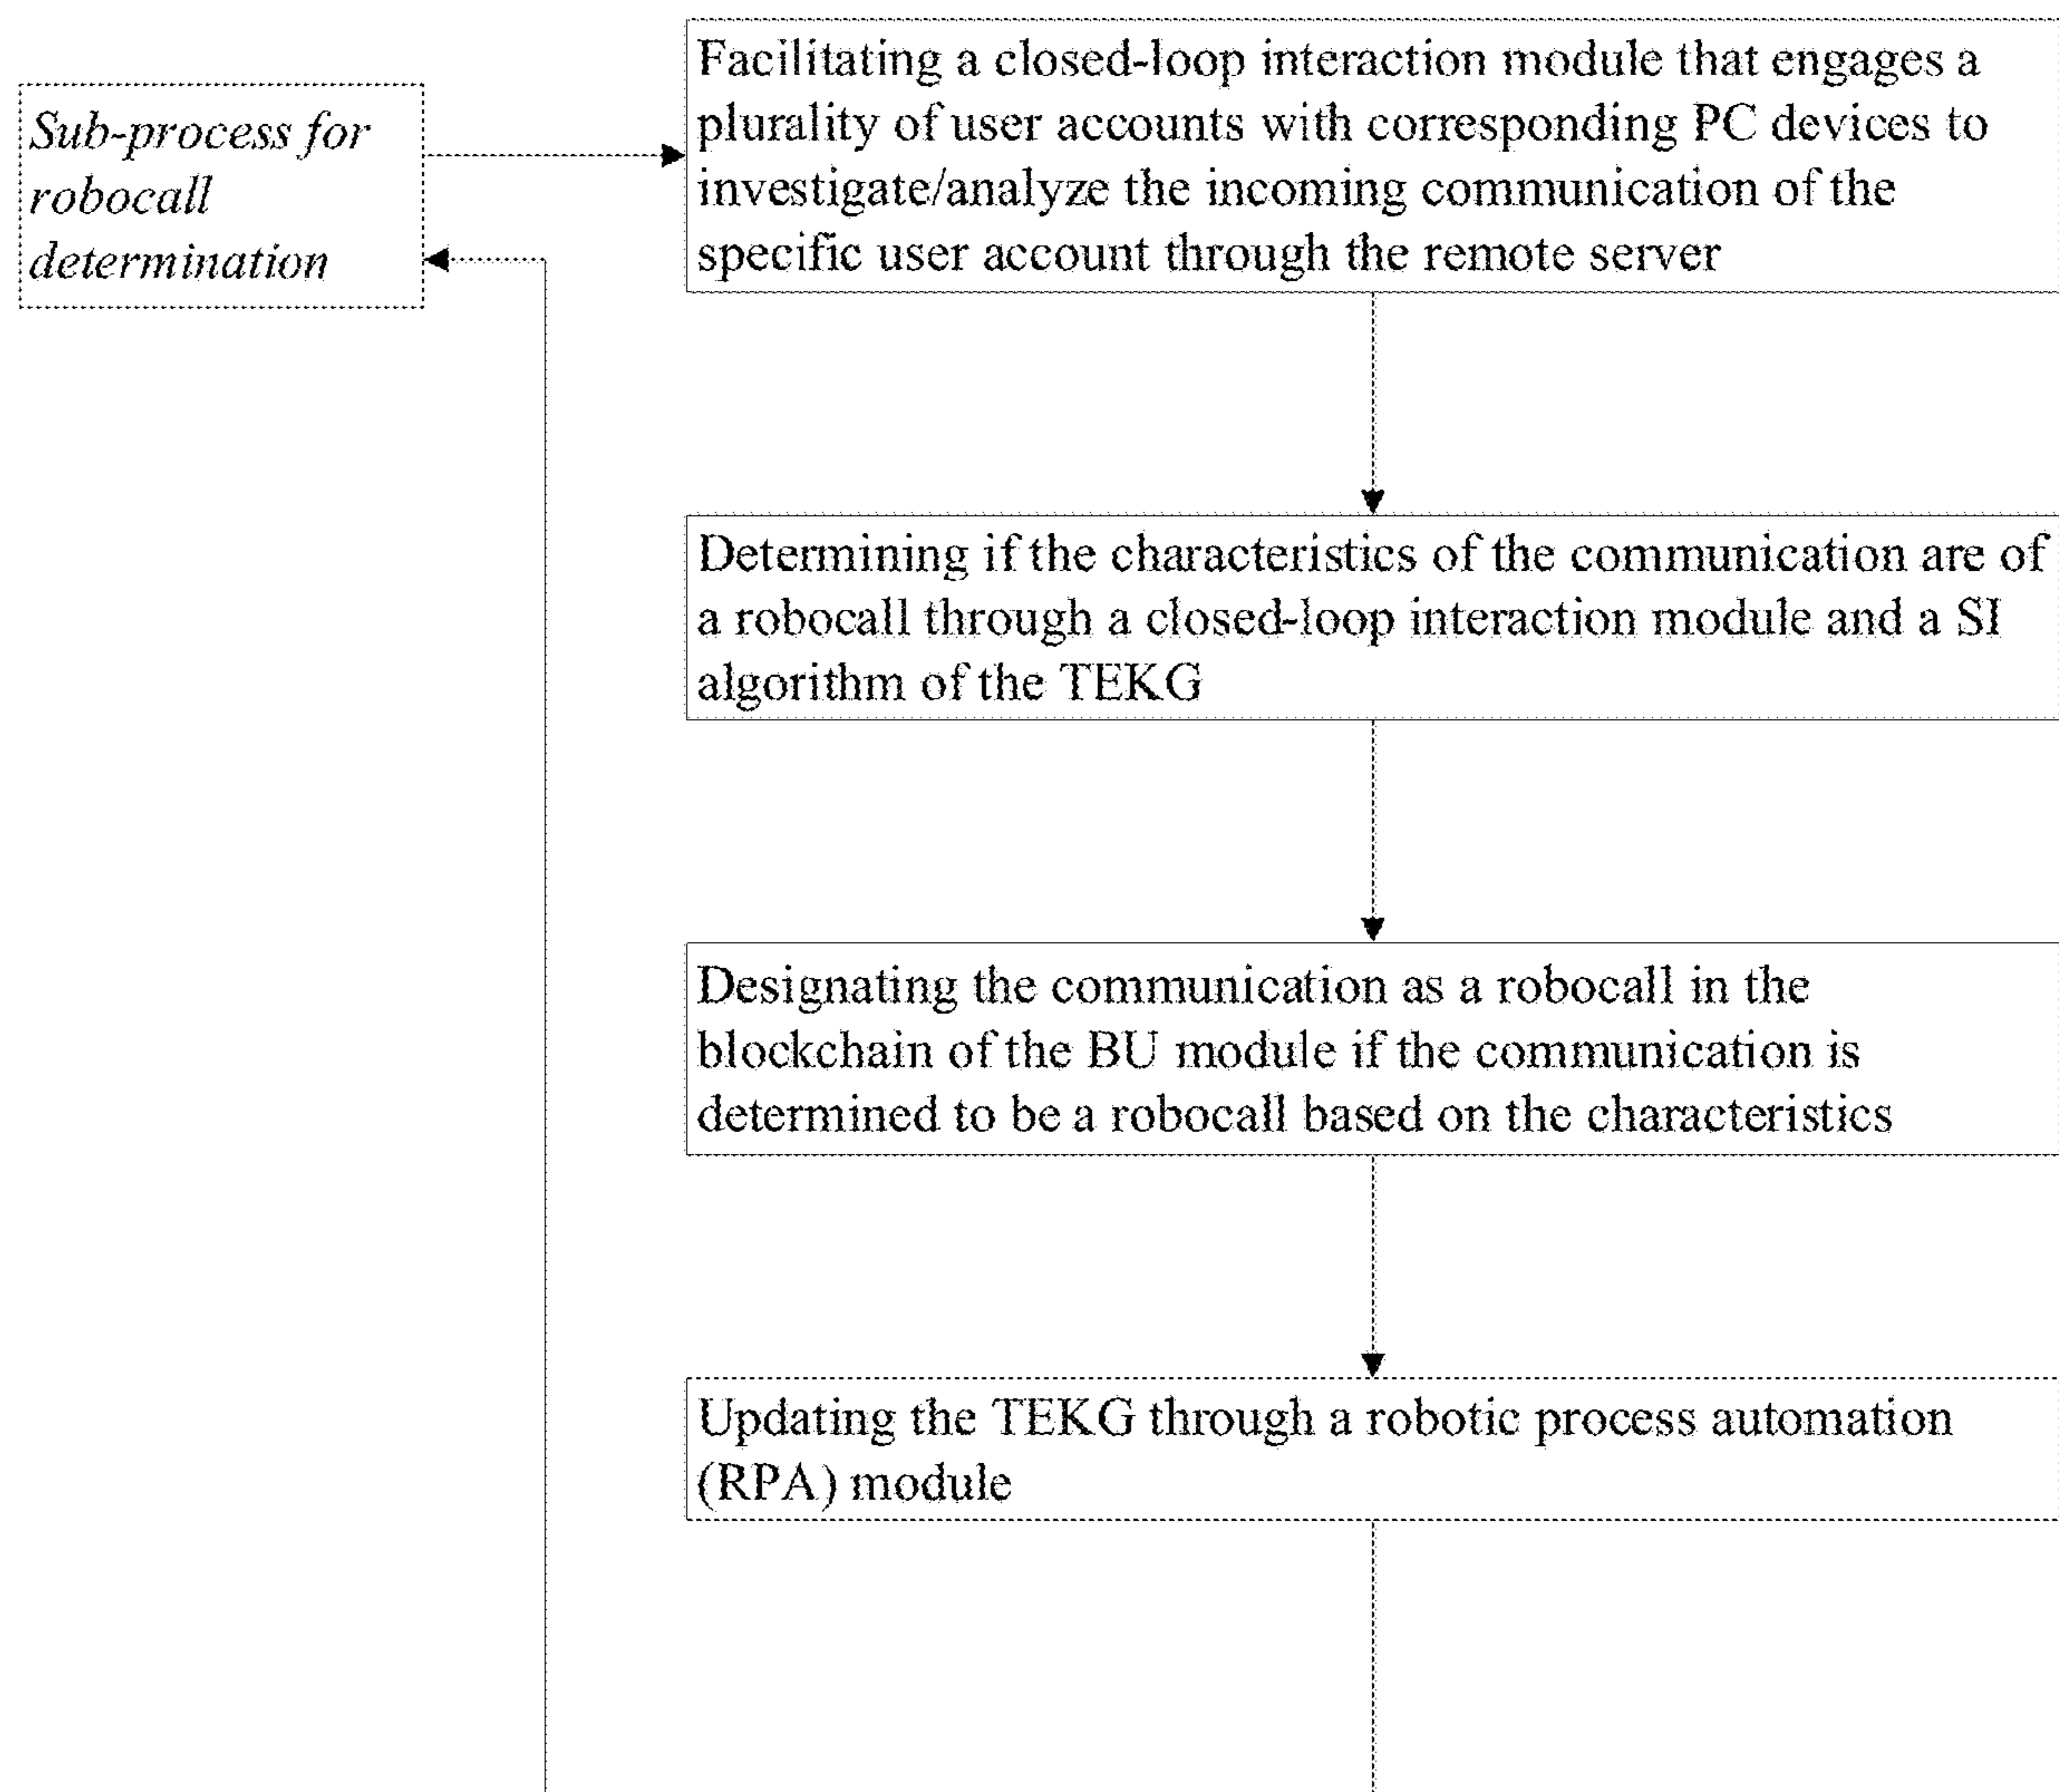 Sub-process for
robocall
determination
Facilitating a closed-loop interaction module that engages a
plurality of user accounts with corresponding PC devices to
investigate/analyze the incoming communication of the
specific user account through the remote server
Determining if the characteristics of the communication are of
a robocall through a closed-loop interaction module and a SI
algorithm of the TEKG
Designating the communication as a robocall in the
blockchain of the BU module if the communication is
determined to be a robocall based on the characteristics
Updating the TEKG through a robotic process automation
(RPA) module